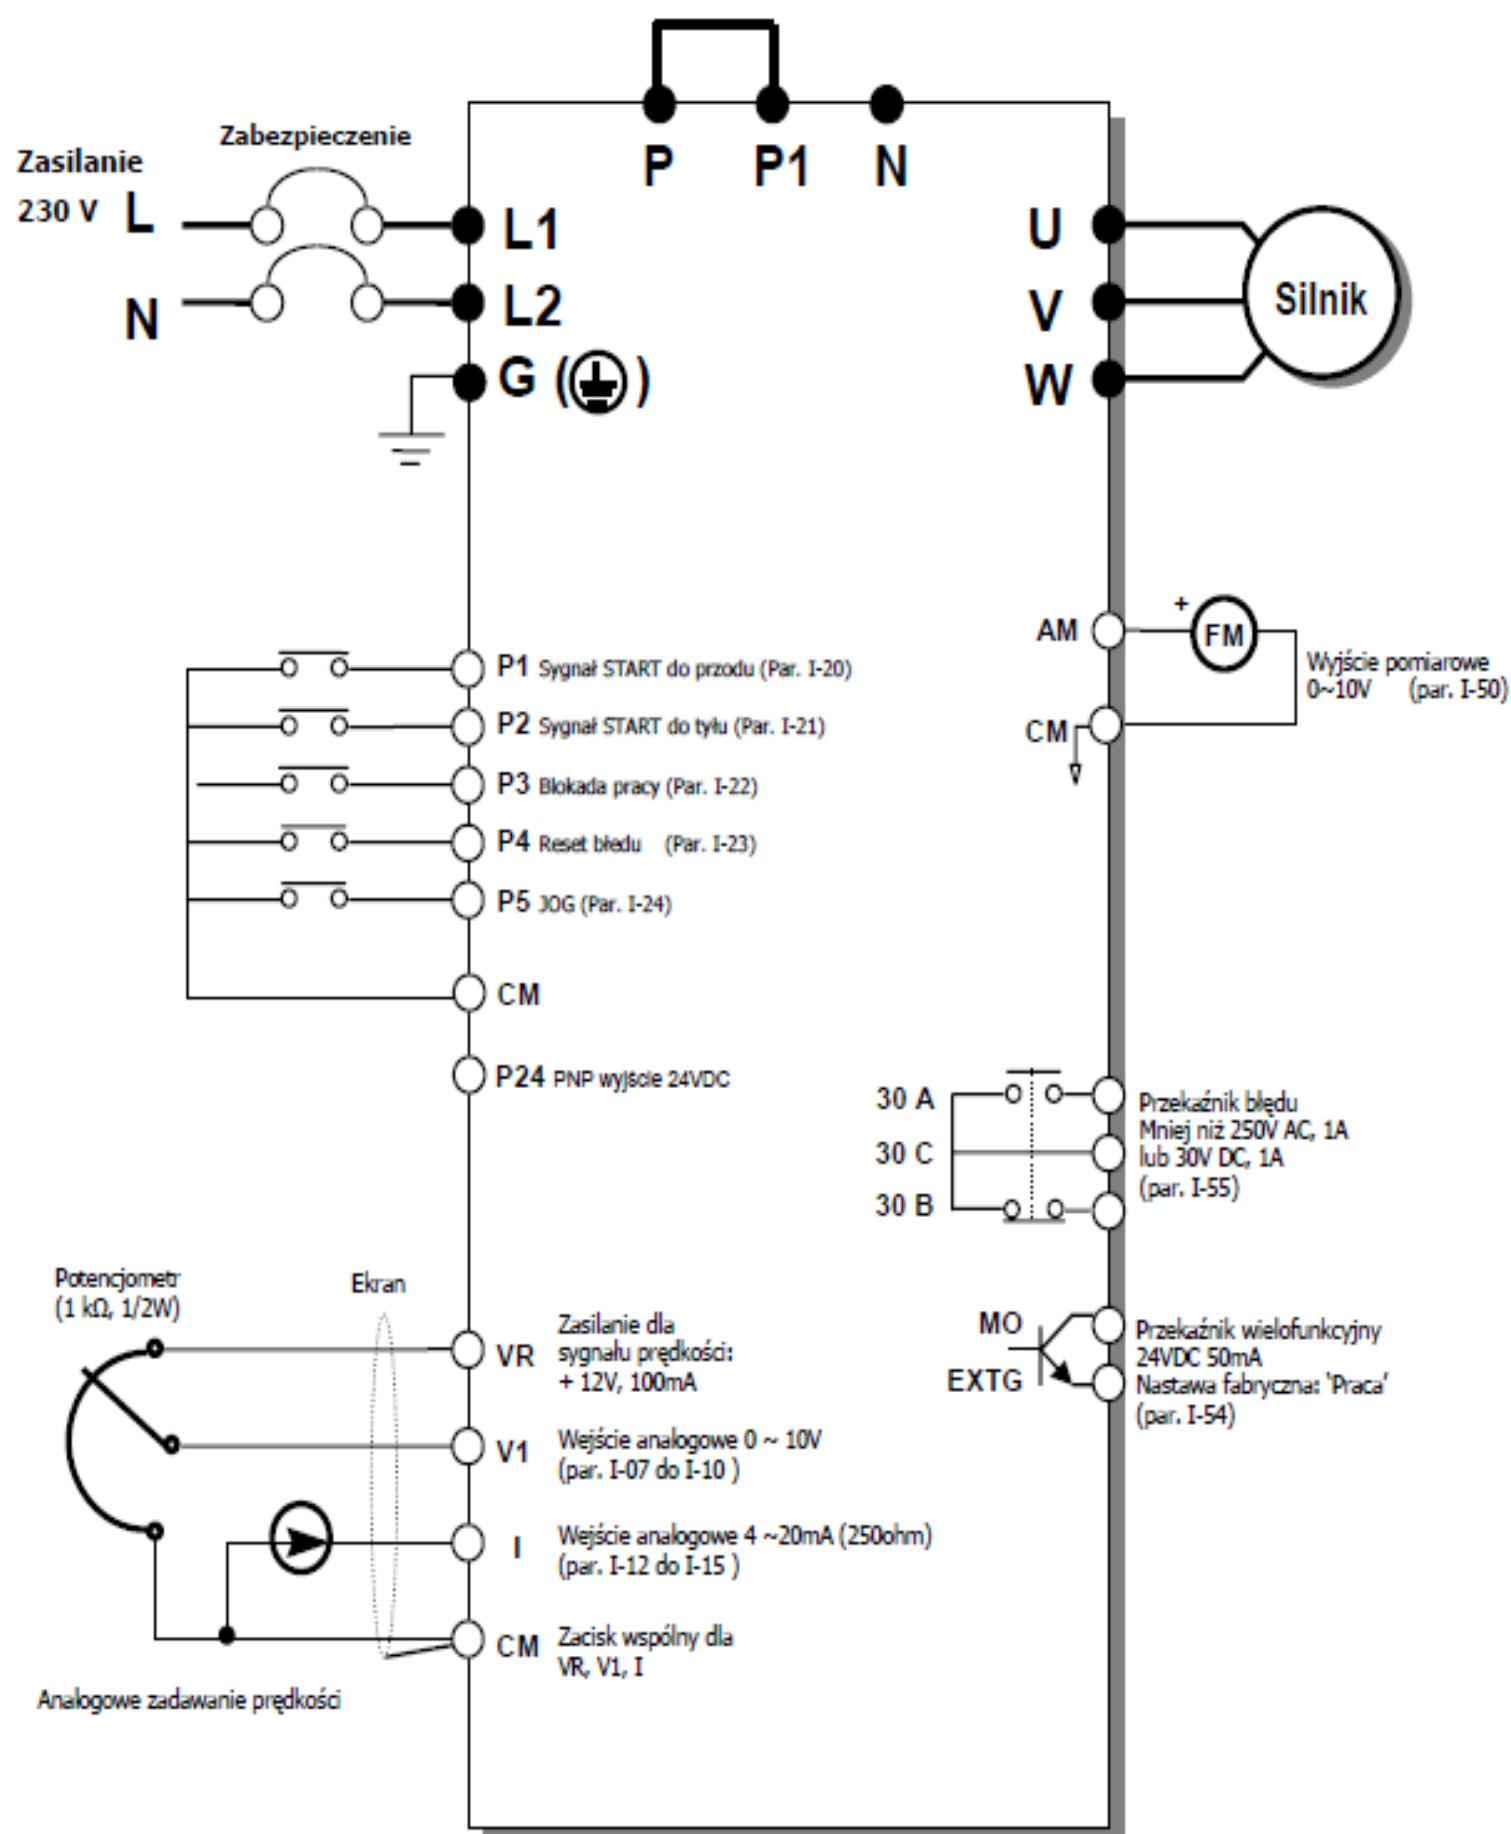 Zabezpieczenie
Zasilanie
230 V L
N
P P1 N
L1
L2
G ( )
U
V
W
Silnik
P1 Sygnał START do przodu (Par. I-20)
P2 Sygnał START do tyłu (Par. I-21)
P3 Blokada pracy (Par. I-22)
P4 Reset błedu (Par. I-23)
P5 JOG (Par. I-24)
CM
P24 PNP wyjście 24VDC
AM
+
FM
CM
Wyjście pomiarowe
0~10V (par. I-50)
30 A
30 C
30 B
Przekaźnik błędu
Mniej niż 250V AC, 1A
lub 30V DC, 1A
(par. I-55)
MO
EXTG
Przekaźnik wielofunkcyjny
24VDC 50mA
Nastawa fabryczna: 'Praca'
(par. I-54)
Potencjometr
(1 kΩ, 1/2W)
Ekran
VR
Zasilanie dla
sygnału prędkości:
+ 12V, 100mA
V1
Wejście analogowe 0 ~ 10V
(par. I-07 do I-10 )
I
Wejście analogowe 4 ~20mA (250ohm)
(par. I-12 do I-15 )
CM
Zacisk wspólny dla
VR, V1, I
Analogowe zadawanie prędkości